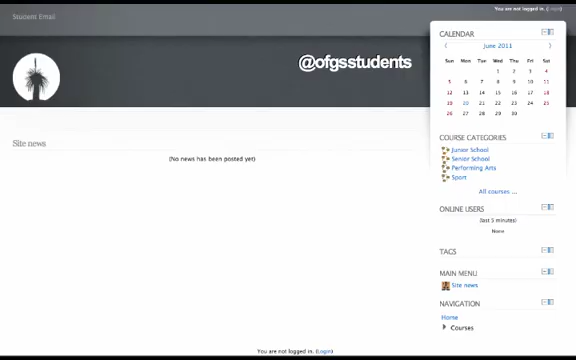 You are not logged in. (Login)
Student Email
@ofgsstudents
CALENDAR
June 2011
Sun Mon Tue Wed Thu Fri Sat
1 2 3 4
5 6 7 8 9 10 11
12 13 14 15 16 17 18
19 20 21 22 23 24 25
26 27 28 29 30
Site news
(No news has been posted yet)
COURSE CATEGORIES
Junior School
Senior School
Performing Arts
Sport
All courses ...
ONLINE USERS
(last 5 minutes)
None
TAGS
MAIN MENU
Site news
NAVIGATION
Home
Courses
You are not logged in. (Login)